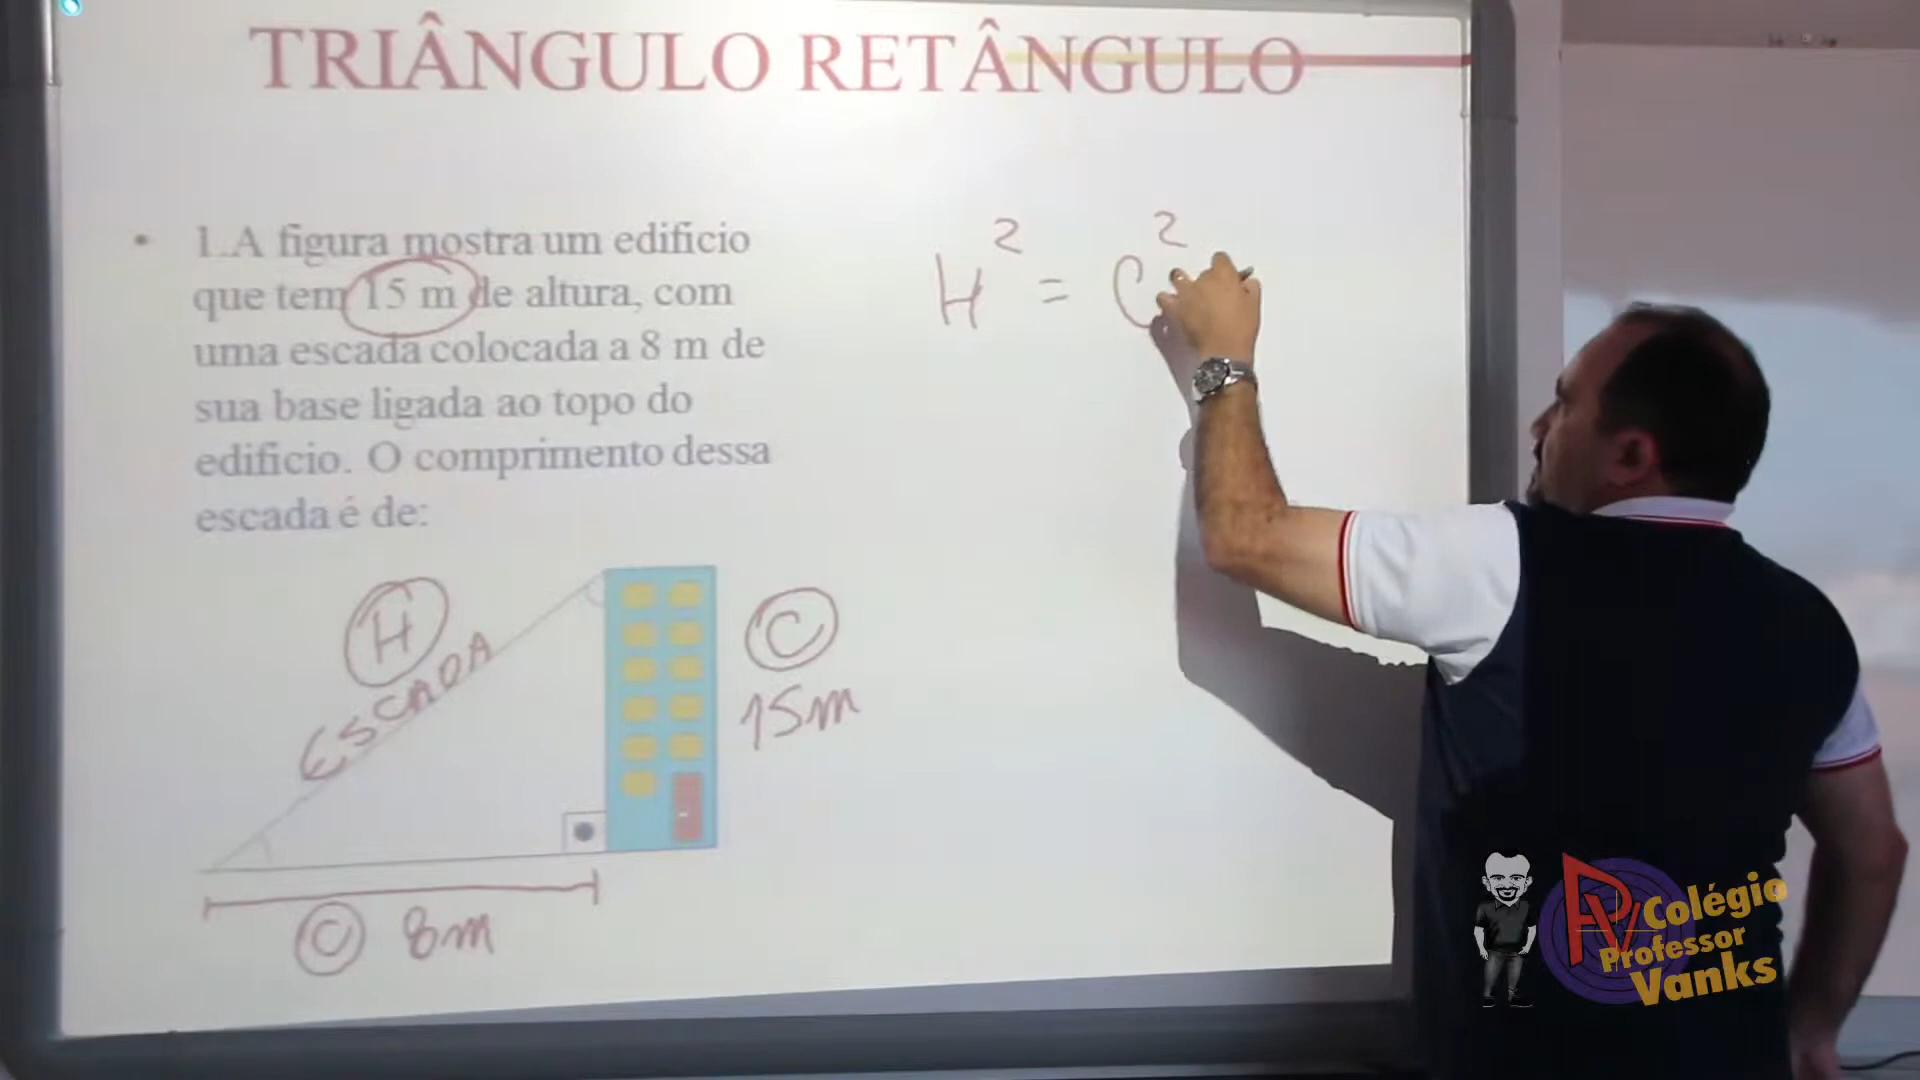 TRIÂNGULO RETÂNGULO
• 1.A figura mostra um edificio
que tem 15 m de altura, com
uma escada colocada a 8 m de
sua base ligada ao topo do
edificio. O comprimento dessa
escada é de:
H² = C²
H
ESCADA
C
15m
C 8m
PV
Colégio
Professor
Vanks